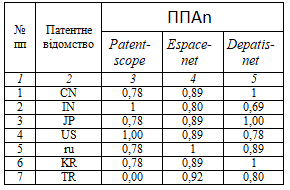 № пп Патентне відомство ППАп
Patent-scope Espace-net Depatis-net
1 2 3 4 5
1 CN 0,78 0,89 1
2 IN 1 0,80 0,69
3 JP 0,78 0,89 1,00
4 US 1,00 0,89 0,78
5 ru 0,78 1 0,89
6 KR 0,78 0,89 1
7 TR 0,00 0,92 0,80